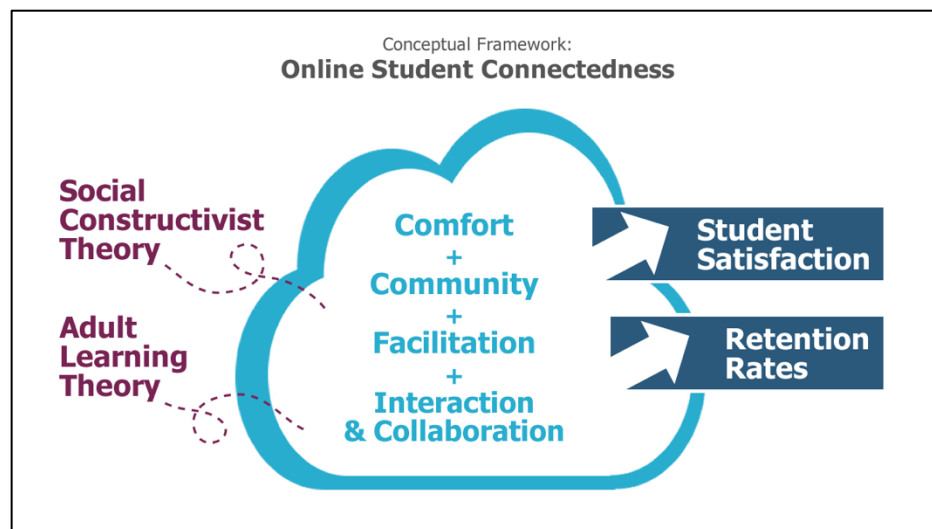 Conceptual Framework:
Online Student Connectedness
Social
Constructivist
Theory
Adult
Learning
Theory
Comfort
+
Community
+
Facilitation
+
Interaction
& Collaboration
Student
Satisfaction
Retention
Rates